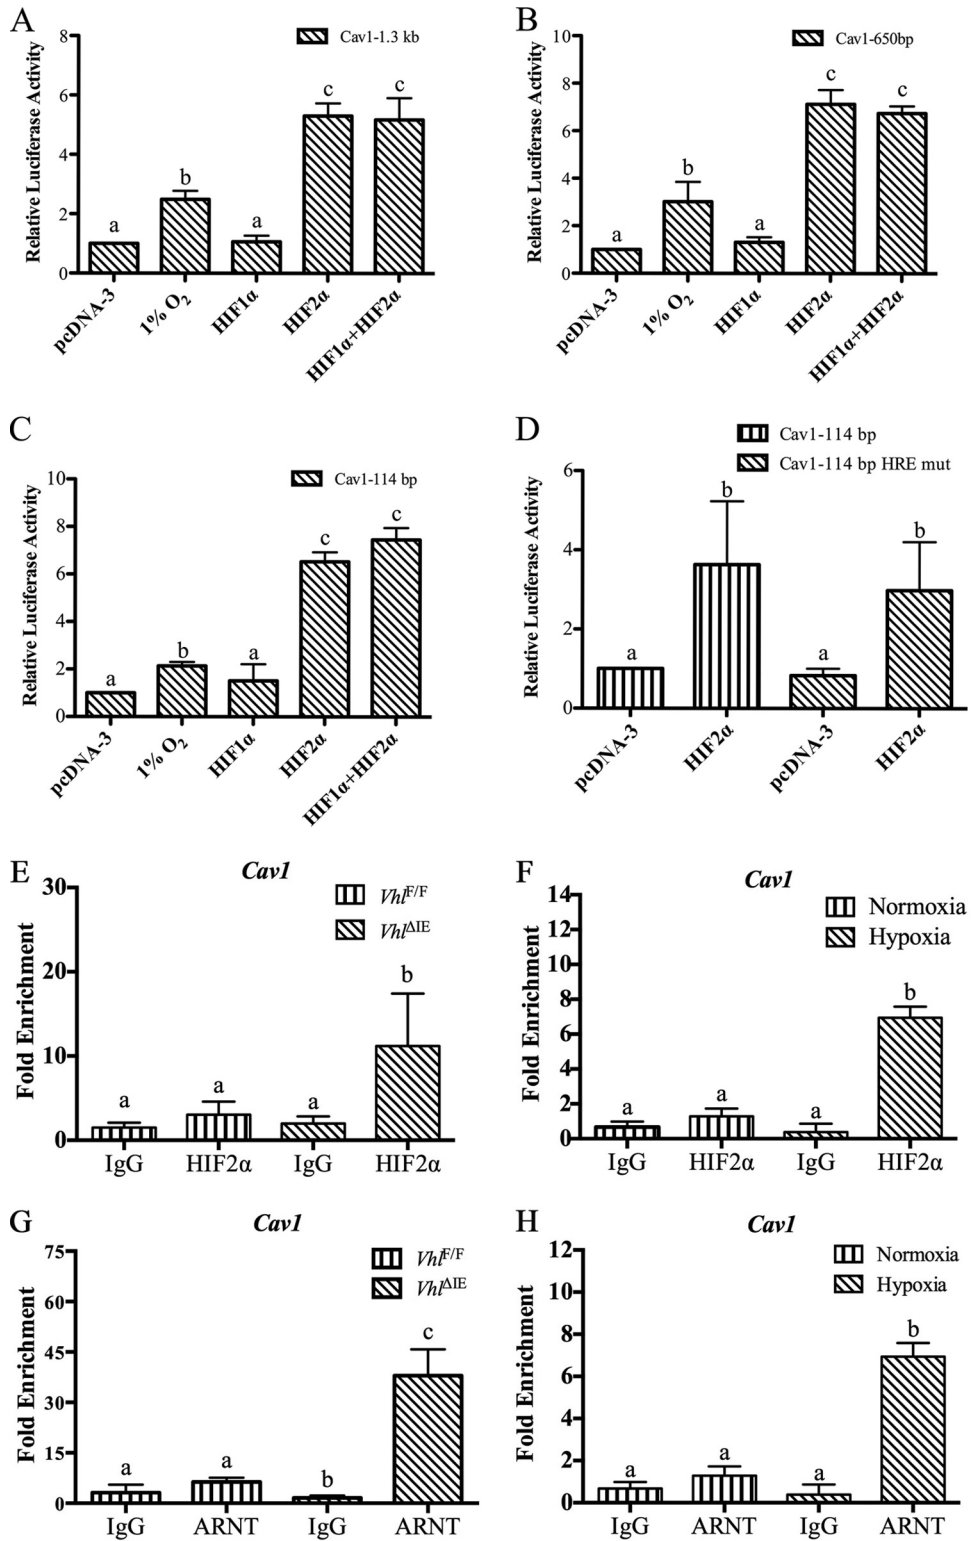 A
Relative Luciferase Activity
Cav1-1.3 kb
8
6
4
2
0
a
b
a
c
c
pcDNA-3
1% O2
HIF1α
HIF2α
HIF1α+HIF2α
B
Relative Luciferase Activity
Cav1-650bp
10
8
6
4
2
0
a
b
a
c
c
pcDNA-3
1% O2
HIF1α
HIF2α
HIF1α+HIF2α
C
Relative Luciferase Activity
Cav1-114 bp
10
8
6
4
2
0
a
b
a
c
c
pcDNA-3
1% O2
HIF1α
HIF2α
HIF1α+HIF2α
D
Relative Luciferase Activity
Cav1-114 bp
Cav1-114 bp HRE mut
6
4
2
0
a
b
a
b
pcDNA-3
HIF2α
pcDNA-3
HIF2α
E
Cav1
Fold Enrichment
VhlF/F
VhlΔIE
30
20
10
0
a
a
a
b
IgG
HIF2α
IgG
HIF2α
F
Cav1
Fold Enrichment
Normoxia
Hypoxia
14
12
10
8
6
4
2
0
a
a
a
b
IgG
HIF2α
IgG
HIF2α
G
Cav1
Fold Enrichment
VhlF/F
VhlΔIE
75
60
45
30
15
0
a
a
b
c
IgG
ARNT
IgG
ARNT
H
Cav1
Fold Enrichment
Normoxia
Hypoxia
12
10
8
6
4
2
0
a
a
a
b
IgG
ARNT
IgG
ARNT